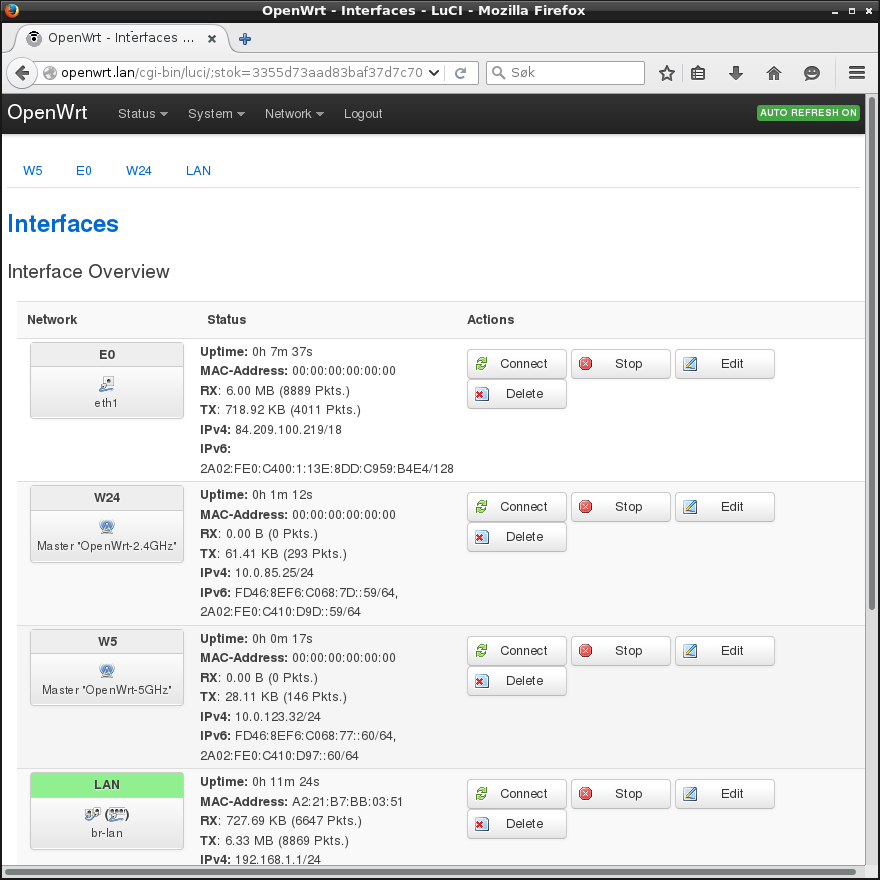 OpenWrt - Interfaces - LuCI - Mozilla Firefox
OpenWrt - Interfaces ...
openwrt.lan/cgi-bin/luci/;stok=3355d73aad83baf37d7c70
Søk
OpenWrt Status System Network Logout AUTO REFRESH ON
W5 E0 W24 LAN
Interfaces
Interface Overview
Network Status Actions
E0
eth1
Uptime: 0h 7m 37s
MAC-Address: 00:00:00:00:00:00
RX: 6.00 MB (8889 Pkts.)
TX: 718.92 KB (4011 Pkts.)
IPv4: 84.209.100.219/18
IPv6:
2A02:FE0:C400:1:13E:8DD:C959:B4E4/128
Connect Stop Edit
Delete
W24
Master "OpenWrt-2.4GHz"
Uptime: 0h 1m 12s
MAC-Address: 00:00:00:00:00:00
RX: 0.00 B (0 Pkts.)
TX: 61.41 KB (293 Pkts.)
IPv4: 10.0.85.25/24
IPv6: FD46:8EF6:C068:7D::59/64,
2A02:FE0:C410:D9D::59/64
Connect Stop Edit
Delete
W5
Master "OpenWrt-5GHz"
Uptime: 0h 0m 17s
MAC-Address: 00:00:00:00:00:00
RX: 0.00 B (0 Pkts.)
TX: 28.11 KB (146 Pkts.)
IPv4: 10.0.123.32/24
IPv6: FD46:8EF6:C068:77::60/64,
2A02:FE0:C410:D97::60/64
Connect Stop Edit
Delete
LAN
br-lan
Uptime: 0h 11m 24s
MAC-Address: A2:21:B7:BB:03:51
RX: 727.69 KB (6647 Pkts.)
TX: 6.33 MB (8869 Pkts.)
IPv4: 192.168.1.1/24
Connect Stop Edit
Delete